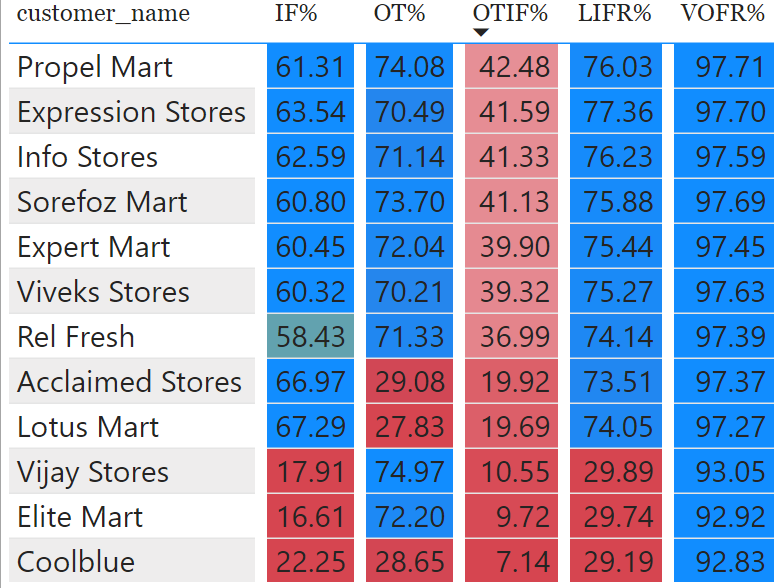 customer_name IF% OT% OTIF% LIFR% VOFR%
Propel Mart 61.31 74.08 42.48 76.03 97.71
Expression Stores 63.54 70.49 41.59 77.36 97.70
Info Stores 62.59 71.14 41.33 76.23 97.59
Sorefoz Mart 60.80 73.70 41.13 75.88 97.69
Expert Mart 60.45 72.04 39.90 75.44 97.45
Viveks Stores 60.32 70.21 39.32 75.27 97.63
Rel Fresh 58.43 71.33 36.99 74.14 97.39
Acclaimed Stores 66.97 29.08 19.92 73.51 97.37
Lotus Mart 67.29 27.83 19.69 74.05 97.27
Vijay Stores 17.91 74.97 10.55 29.89 93.05
Elite Mart 16.61 72.20 9.72 29.74 92.92
Coolblue 22.25 28.65 7.14 29.19 92.83